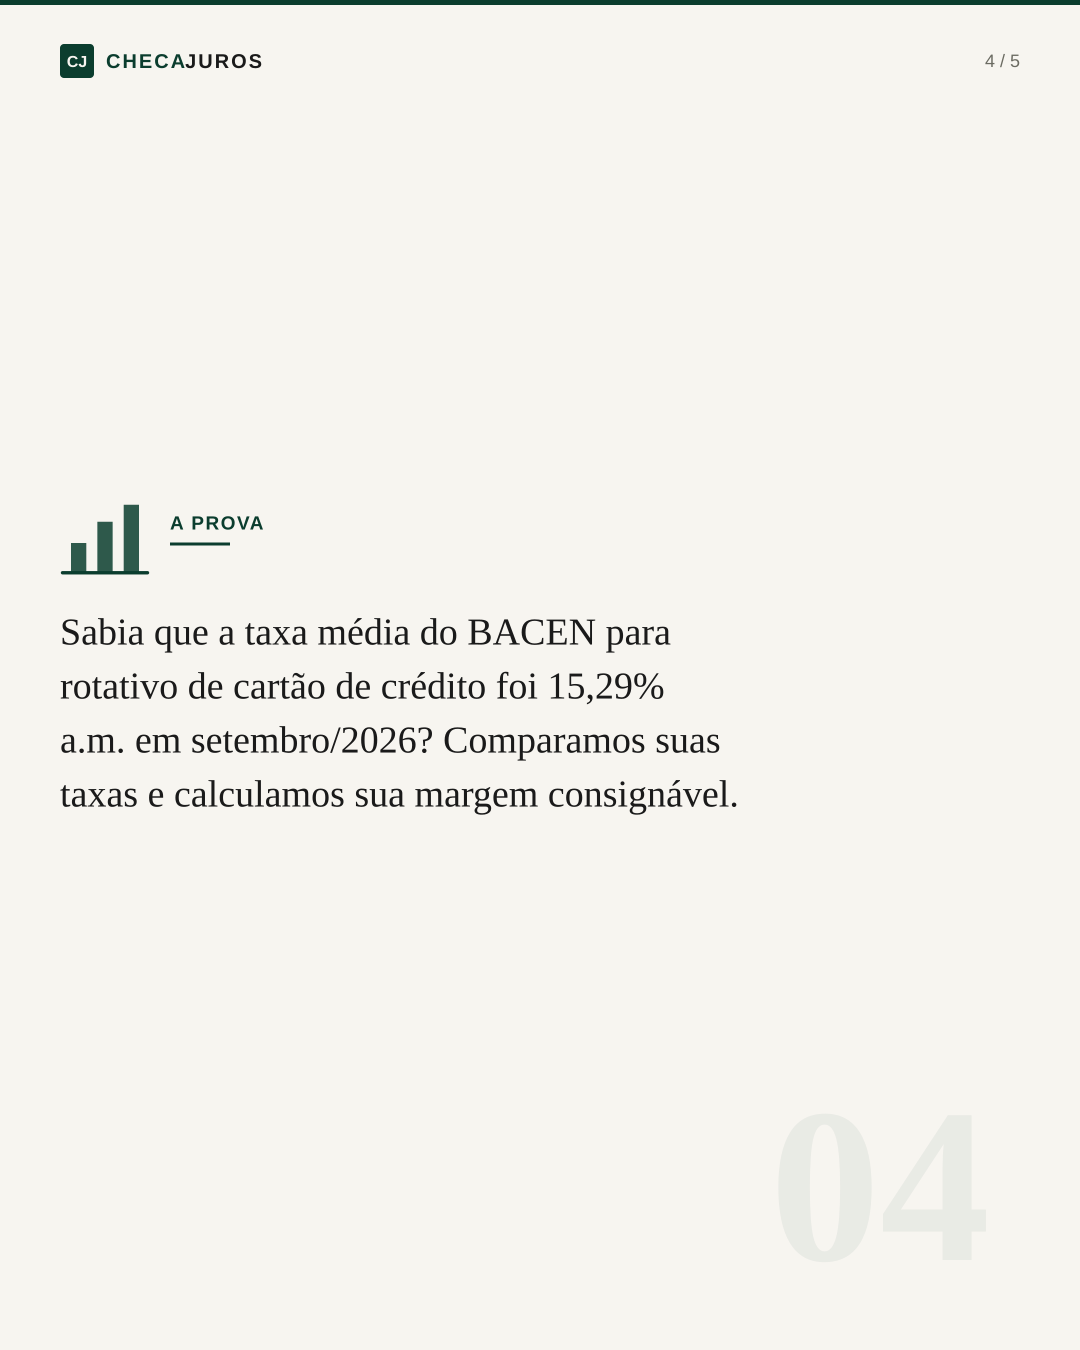 CJ CHECAJUROS
4 / 5
A PROVA
Sabia que a taxa média do BACEN para
rotativo de cartão de crédito foi 15,29%
a.m. em setembro/2026? Comparamos suas
taxas e calculamos sua margem consignável.
04